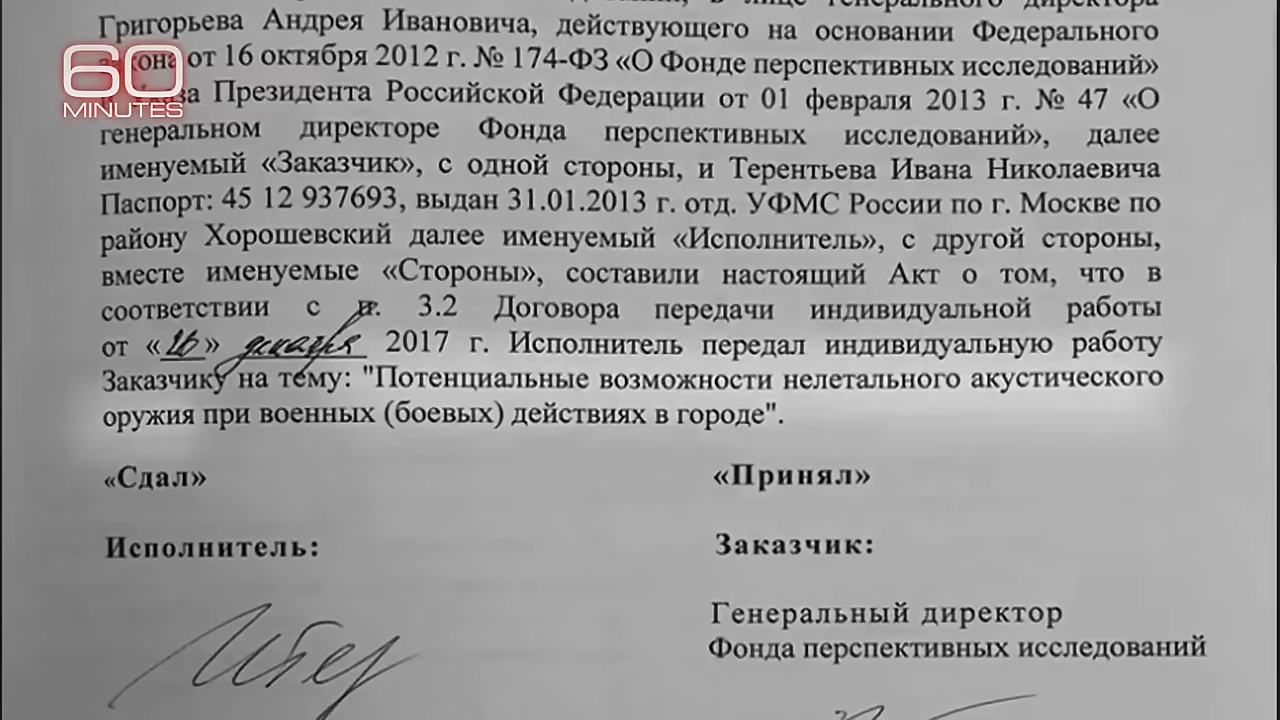 Григорьева Андрея Ивановича, действующего на основании Федерального
60
закона от 16 октября 2012 г. № 174-ФЗ «О Фонде перспективных исследований»
MINUTES
Президента Российской Федерации от 01 февраля 2013 г. № 47 «О
генеральном директоре Фонда перспективных исследований», далее
именуемый «Заказчик», с одной стороны, и Терентьева Ивана Николаевича
Паспорт: 45 12 937693, выдан 31.01.2013 г. отд. УФМС России по г. Москве по
району Хорошевский далее именуемый «Исполнитель», с другой стороны,
вместе именуемые «Стороны», составили настоящий Акт о том, что в
соответствии с п. 3.2 Договора передачи индивидуальной работы
от «26» декабря 2017 г. Исполнитель передал индивидуальную работу
Заказчику на тему: "Потенциальные возможности нелетального акустического
оружия при военных (боевых) действиях в городе".
«Сдал» «Принял»
Исполнитель: Заказчик:
Генеральный директор
Фонда перспективных исследований